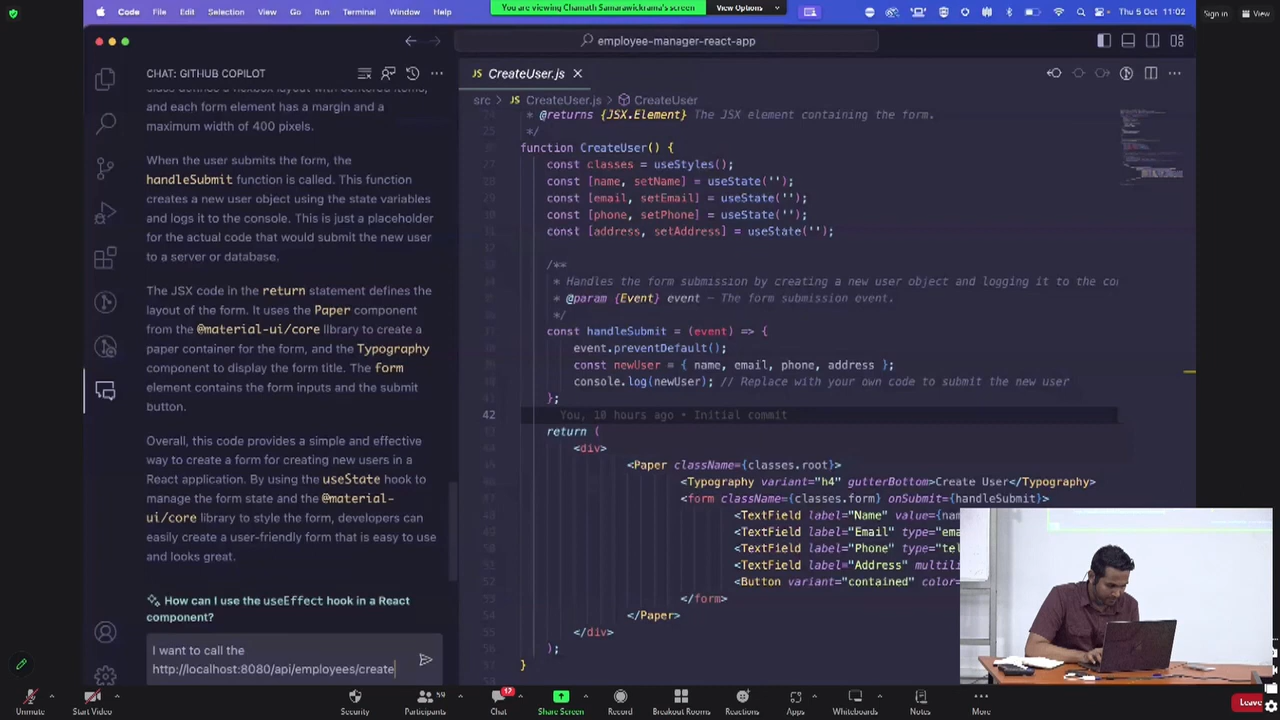 Code File Edit Selection View Go Run Terminal Window Help
You are viewing Chamath Samarawickrama's screen
View Options
Thu 5 Oct 11:02
Sign in
View
employee-manager-react-app
CHAT: GITHUB COPILOT
and each form element has a margin and a
maximum width of 400 pixels.
When the user submits the form, the
handleSubmit function is called. This function
creates a new user object using the state variables
and logs it to the console. This is just a placeholder
for the actual code that would submit the new user
to a server or database.
The JSX code in the return statement defines the
layout of the form. It uses the Paper component
from the @material-ui/core library to create a
paper container for the form, and the Typography
component to display the form title. The form
element contains the form inputs and the submit
button.
Overall, this code provides a simple and effective
way to create a form for creating new users in a
React application. By using the useState hook to
manage the form state and the @material-
ui/core library to style the form, developers can
easily create a user-friendly form that is easy to use
and looks great.
How can I use the useEffect hook in a React
component?
I want to call the
http://localhost:8080/api/employees/create
JS CreateUser.js
src > JS CreateUser.js > CreateUser
* @returns {JSX.Element} The JSX element containing the form.
*/
function CreateUser() {
const classes = useStyles();
const [name, setName] = useState('');
const [email, setEmail] = useState('');
const [phone, setPhone] = useState('');
const [address, setAddress] = useState('');
/**
* Handles the form submission by creating a new user object and logging it to the co
* @param {Event} event – The form submission event.
*/
const handleSubmit = (event) => {
event.preventDefault();
const newUser = { name, email, phone, address };
console.log(newUser); // Replace with your own code to submit the new user
};
42 You, 10 hours ago • Initial commit
return (
<div>
<Paper className={classes.root}>
<Typography variant="h4" gutterBottom>Create User</Typography>
<form className={classes.form} onSubmit={handleSubmit}>
<TextField label="Name" value={nam
<TextField label="Email" type="ema
<TextField label="Phone" type="tel
<TextField label="Address" multili
<Button variant="contained" color=
</form>
</Paper>
</div>
);
}
Unmute
Start Video
Security
Participants 59
Chat 17
Share Screen
Record
Breakout Rooms
Reactions
Apps
Whiteboards
Notes
More
Leave